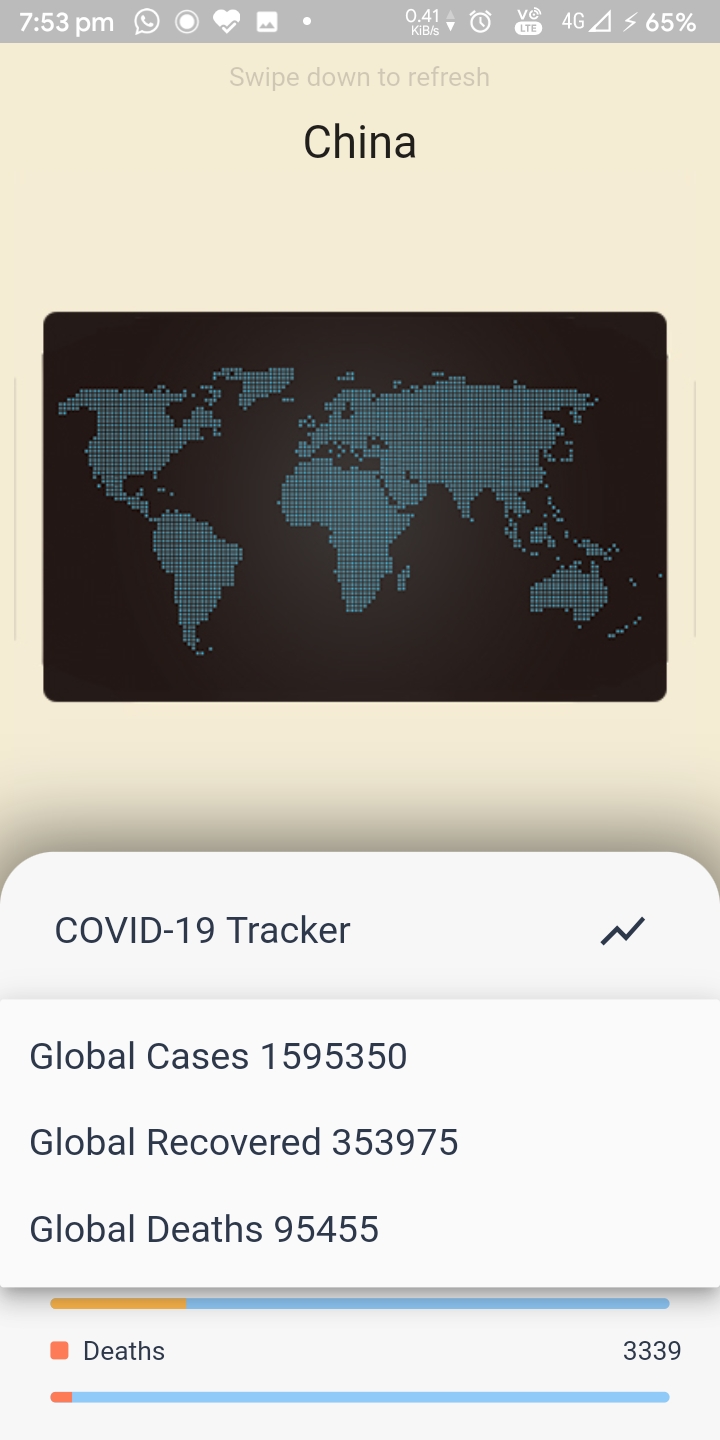 7:53 pm
0.41
KiB/s
VO
LTE
4G
65%
Swipe down to refresh
China
COVID-19 Tracker
Global Cases 1595350
Global Recovered 353975
Global Deaths 95455
Deaths 3339